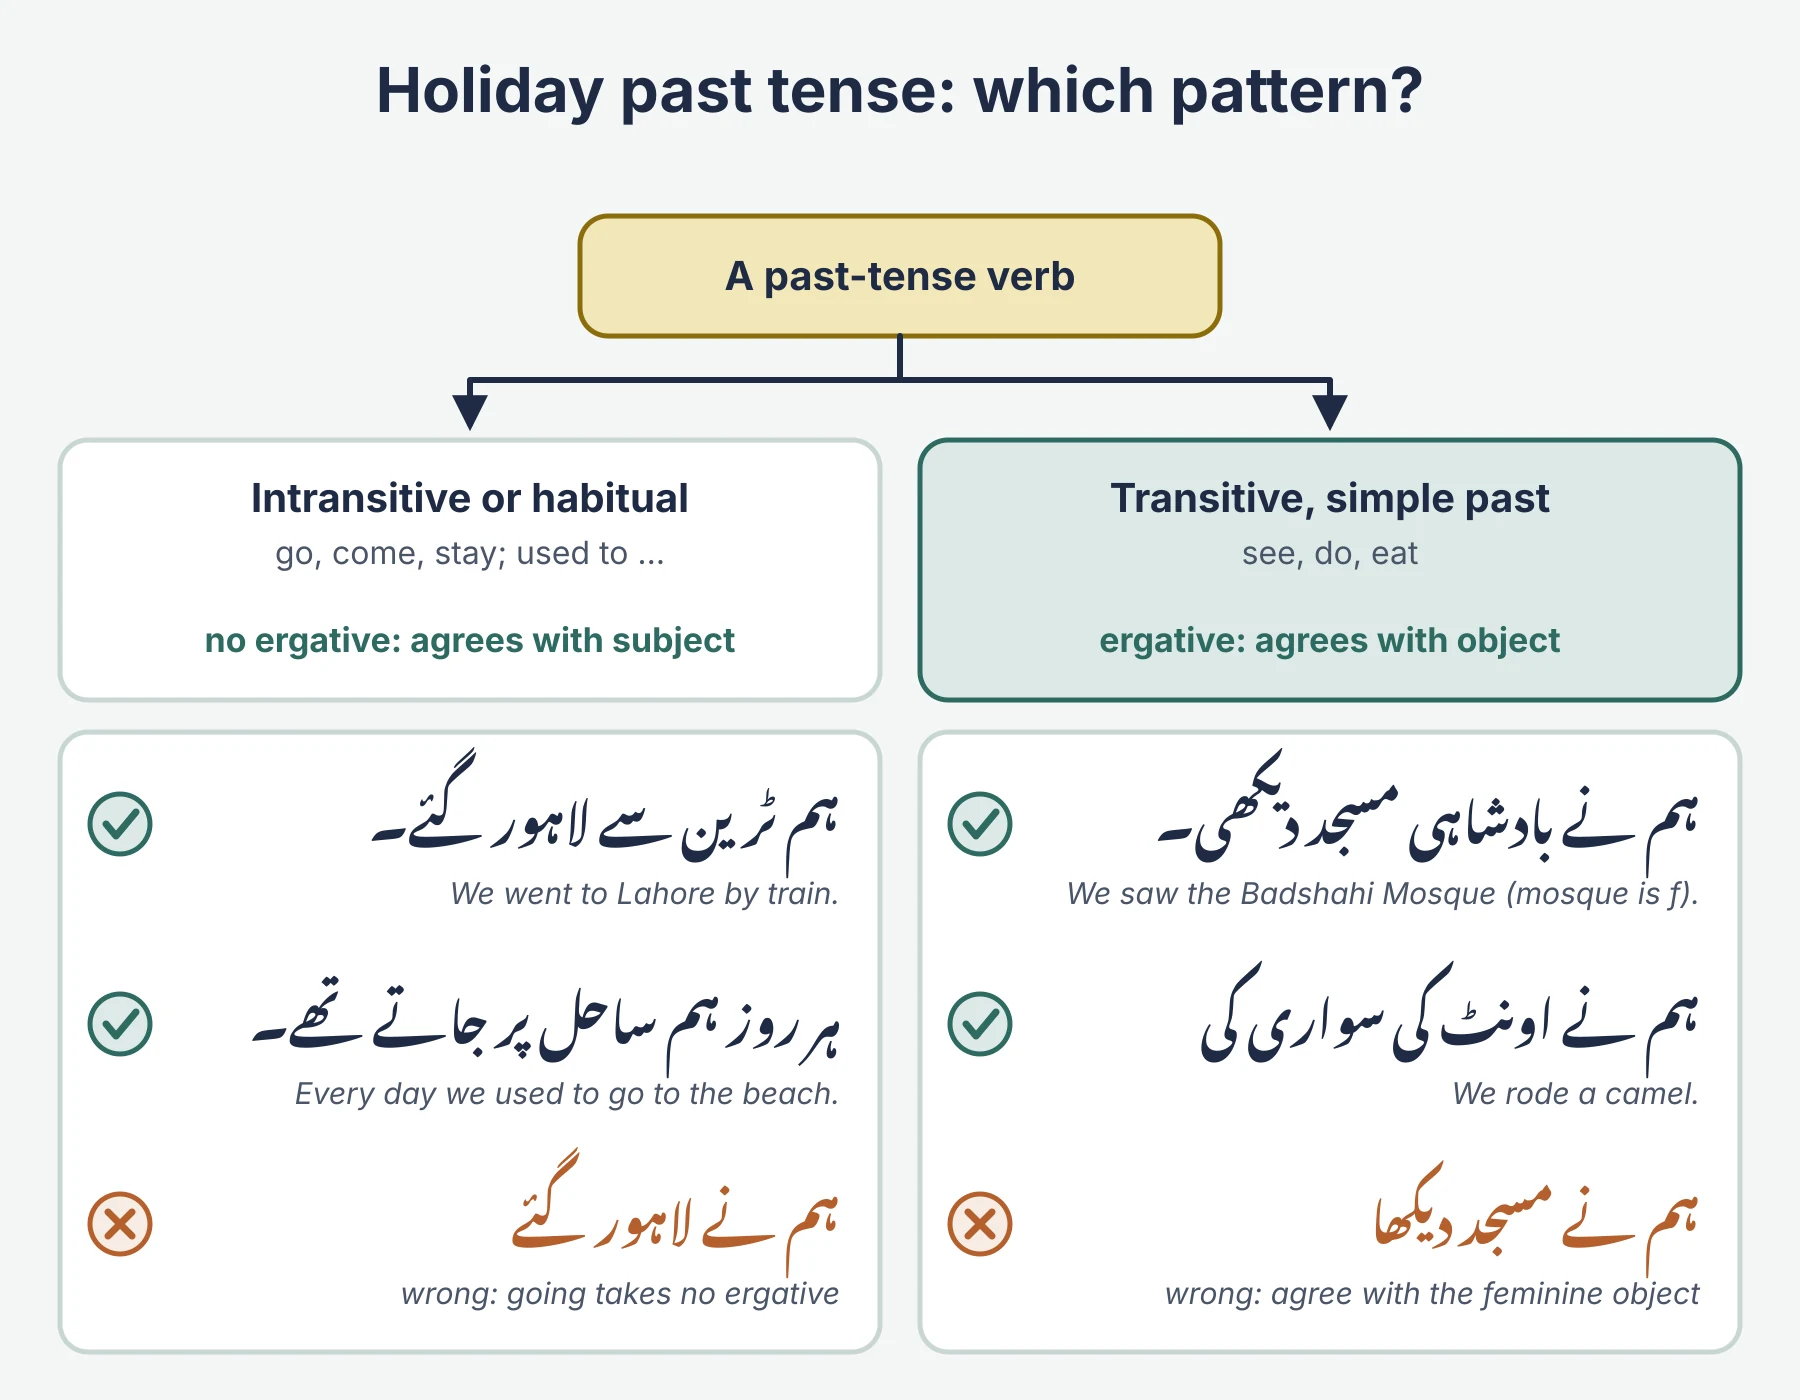 Holiday past tense: which pattern?
A past-tense verb
Intransitive or habitual
go, come, stay; used to ...
no ergative: agrees with subject
Transitive, simple past
see, do, eat
ergative: agrees with object
ہم ٹرین سے لاہور گئے۔
We went to Lahore by train.
ہر روز ہم ساحل پر جاتے تھے۔
Every day we used to go to the beach.
ہم نے لاہور گئے
wrong: going takes no ergative
ہم نے بادشاہی مسجد دیکھی۔
We saw the Badshahi Mosque (mosque is f).
ہم نے اونٹ کی سواری کی
We rode a camel.
ہم نے مسجد دیکھا
wrong: agree with the feminine object